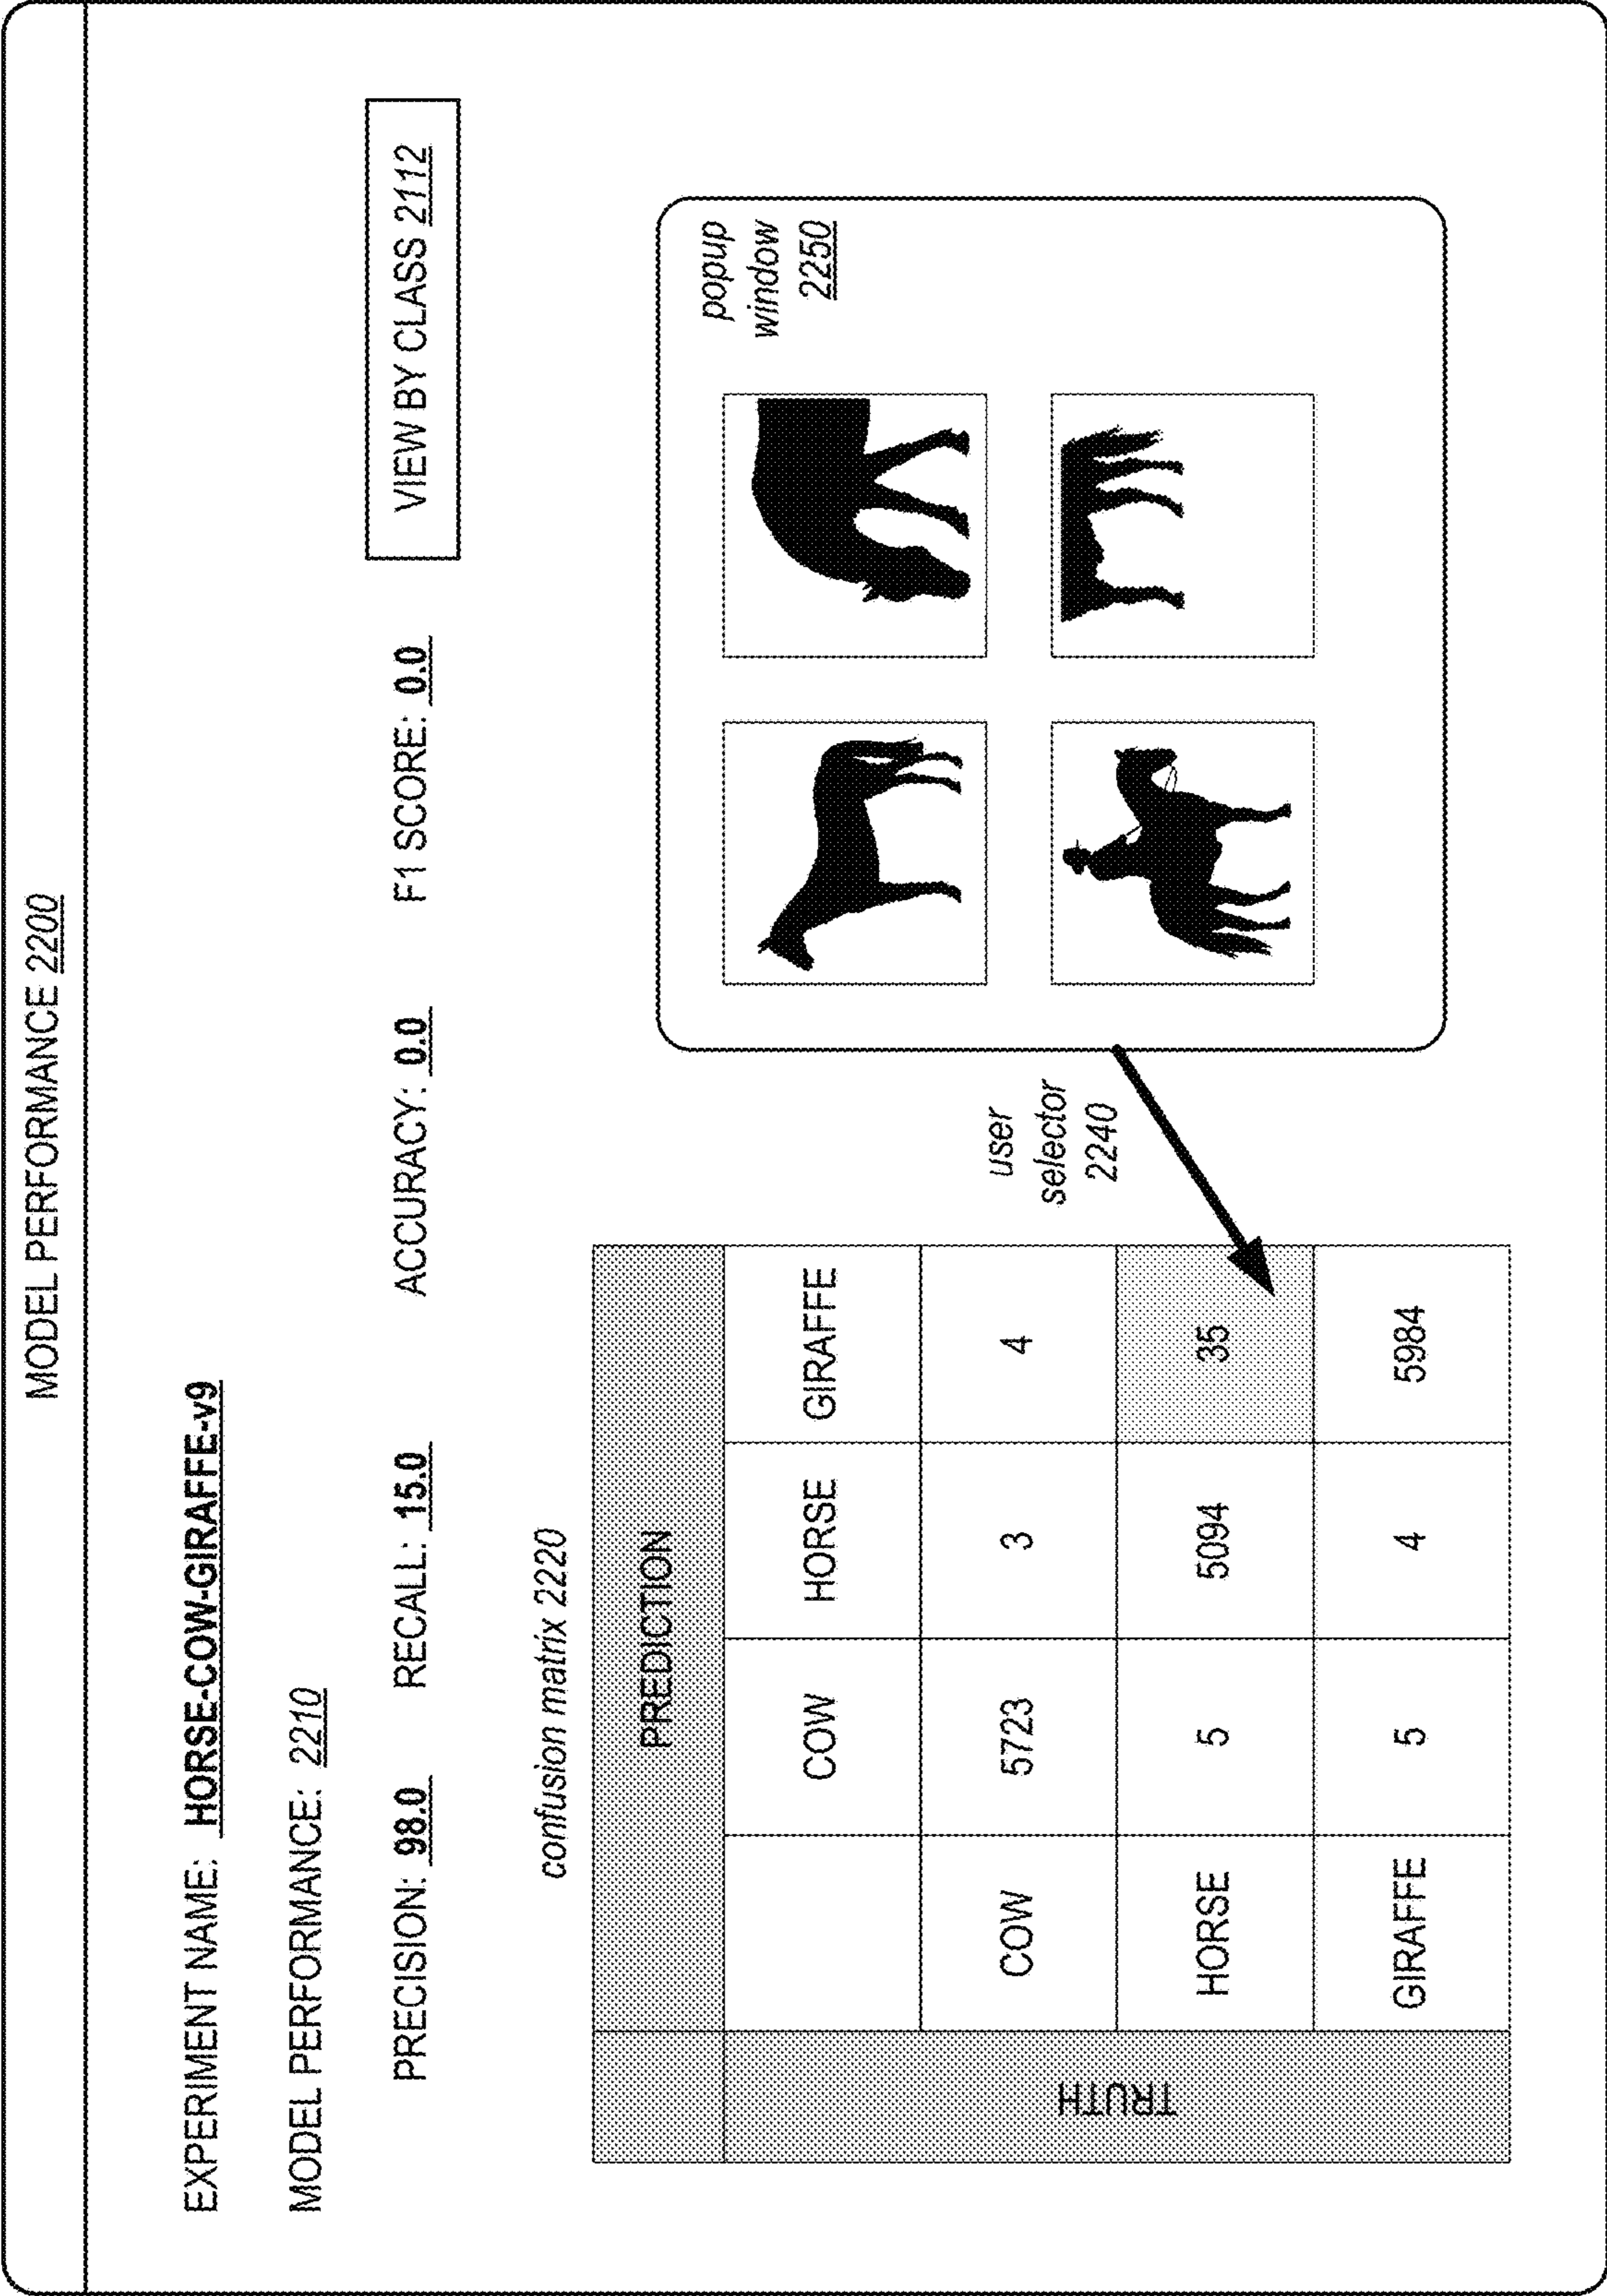 MODEL PERFORMANCE 2200
EXPERIMENT NAME: HORSE-COW-GIRAFFE-v9
MODEL PERFORMANCE: 2210
PRECISION: 98.0 RECALL: 15.0 ACCURACY: 0.0 F1 SCORE: 0.0 VIEW BY CLASS 2112
confusion matrix 2220
PREDICTION
TRUTH
COW HORSE GIRAFFE
COW 5723 3 4
HORSE 5 5094 35
GIRAFFE 5 4 5984
user
selector
2240
popup
window
2250